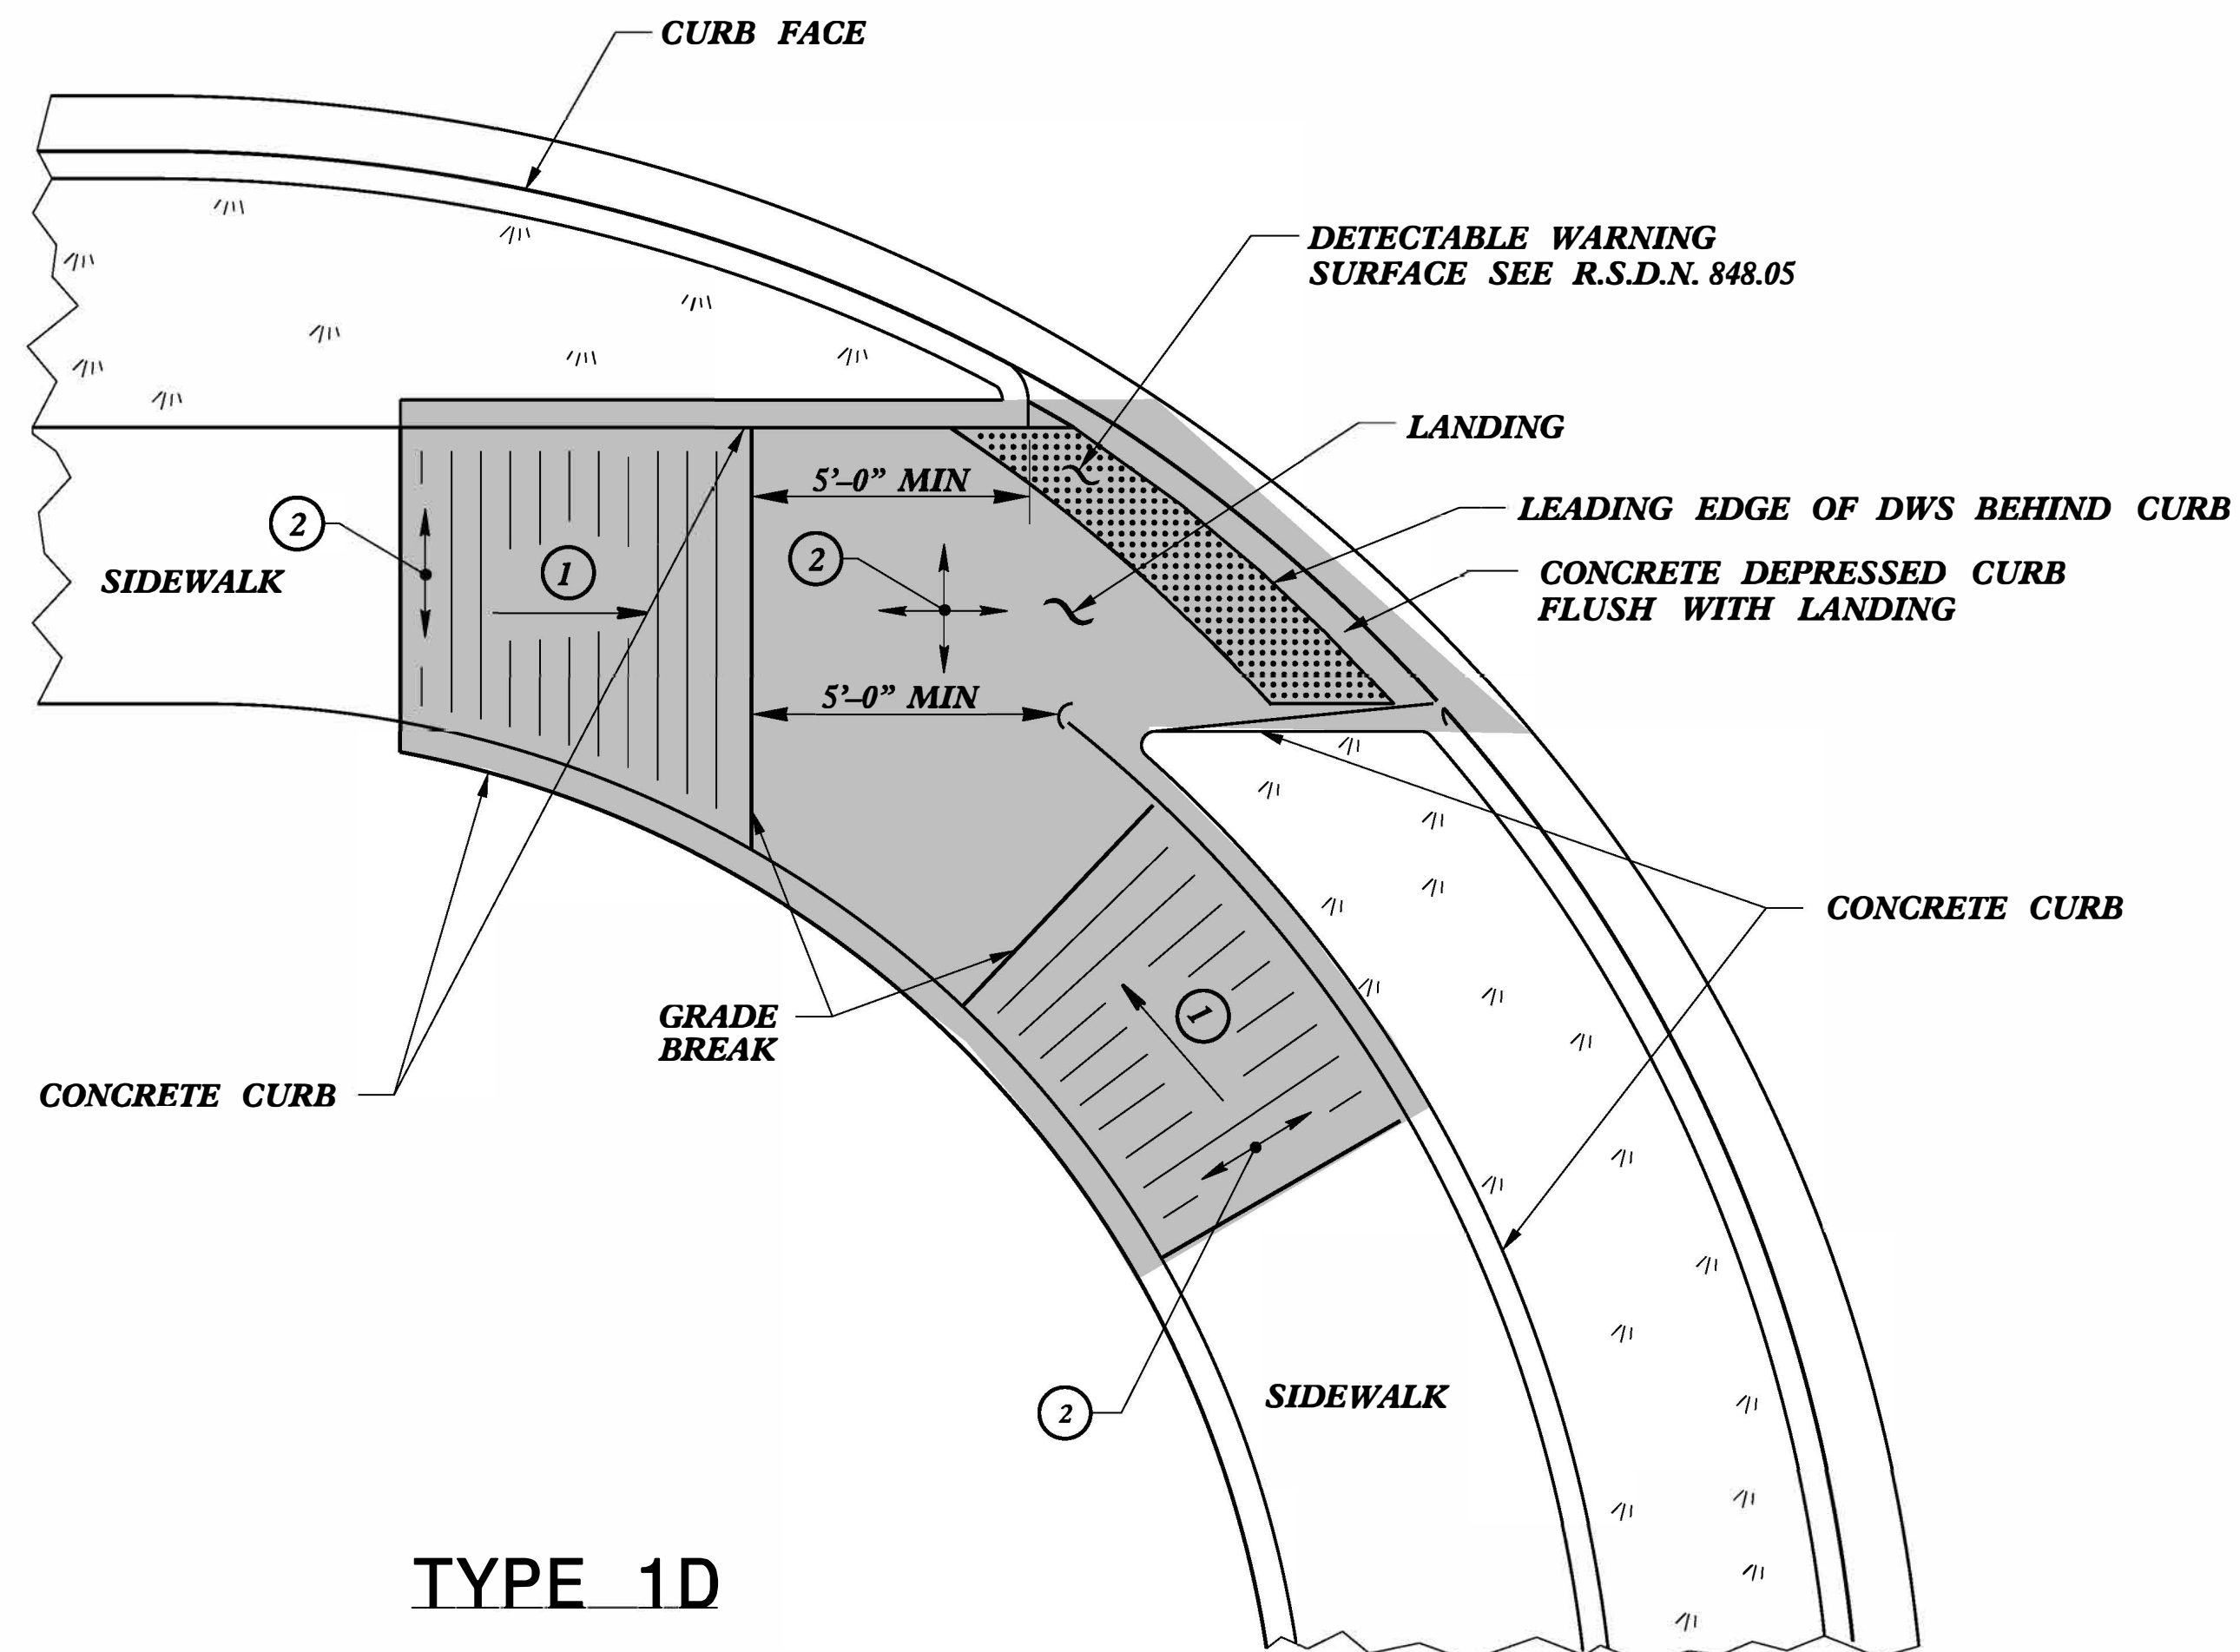 CURB FACE
DETECTABLE WARNING
SURFACE SEE R.S.D.N. 848.05
LANDING
5'–0" MIN
LEADING EDGE OF DWS BEHIND CURB
2
2
1
SIDEWALK
CONCRETE DEPRESSED CURB
FLUSH WITH LANDING
5'–0" MIN
CONCRETE CURB
GRADE
BREAK
1
CONCRETE CURB
2
SIDEWALK
TYPE 1D